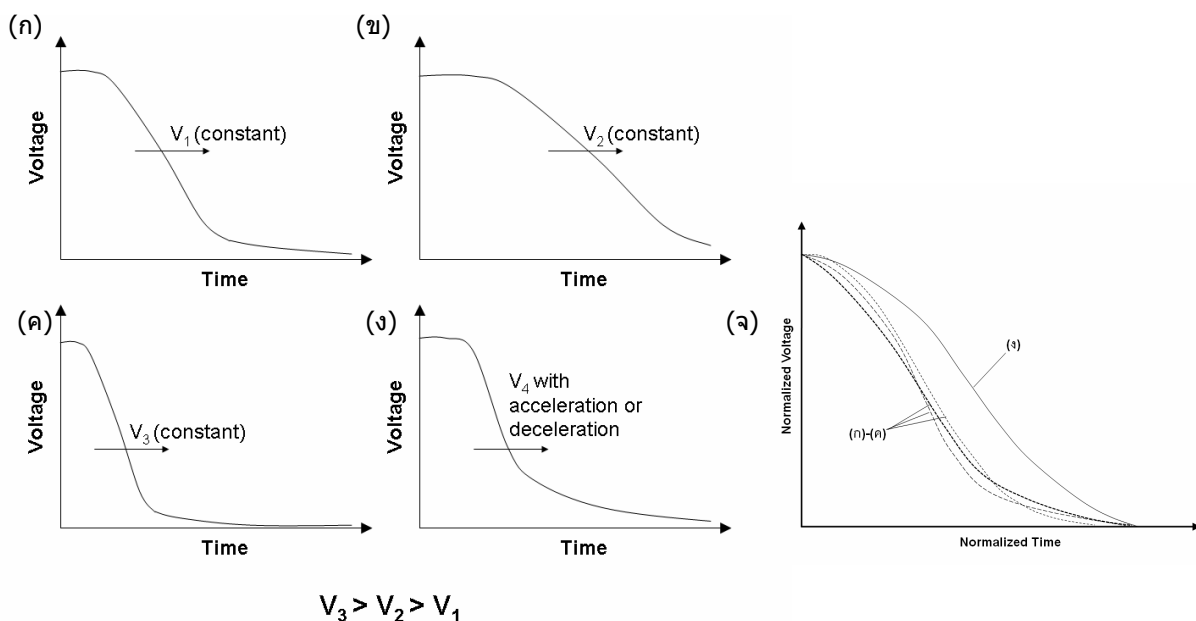 (ก)
Voltage
V₁ (constant)
Time
(ข)
Voltage
V₂ (constant)
Time
(ค)
Voltage
V₃ (constant)
Time
(ง)
Voltage
V₄ with
acceleration or
deceleration
Time
(จ)
Normalized Voltage
(ง)
(ก)-(ค)
Normalized Time
V₃ > V₂ > V₁